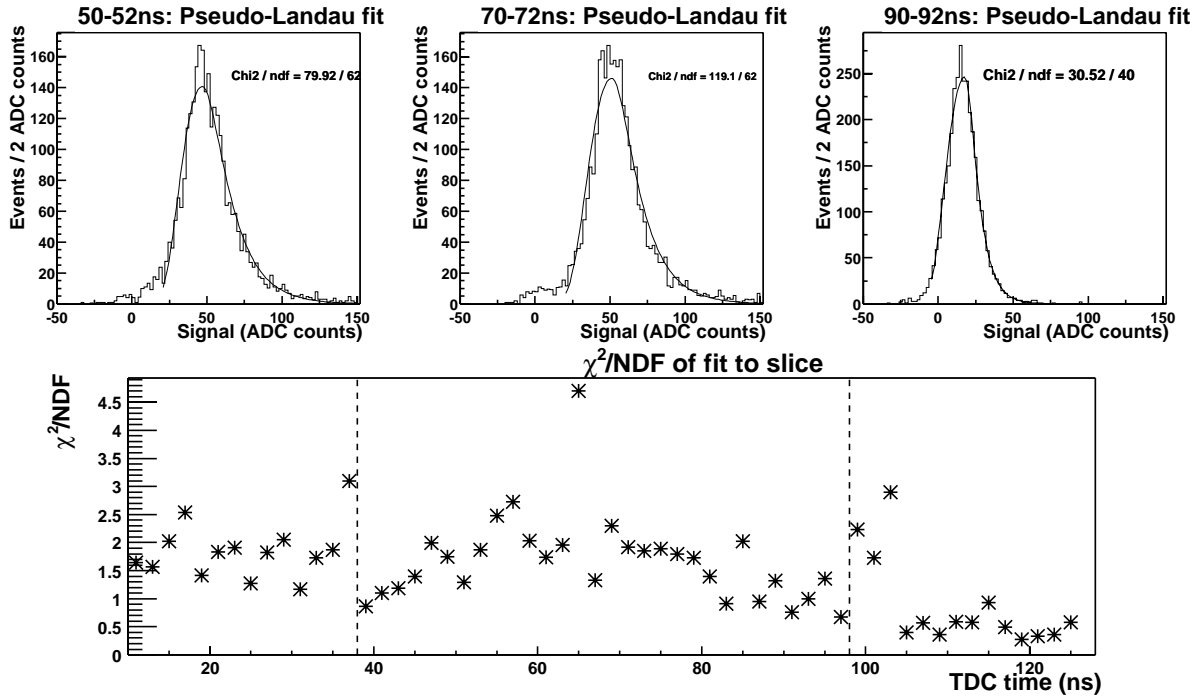 50-52ns: Pseudo-Landau fit
Events / 2 ADC counts
160
140
120
100
80
60
40
20
0
Chi2 / ndf = 79.92 / 62
-50 0 50 100 150
Signal (ADC counts)
70-72ns: Pseudo-Landau fit
Events / 2 ADC counts
160
140
120
100
80
60
40
20
0
Chi2 / ndf = 119.1 / 62
-50 0 50 100 150
Signal (ADC counts)
90-92ns: Pseudo-Landau fit
Events / 2 ADC counts
250
200
150
100
50
0
Chi2 / ndf = 30.52 / 40
-50 0 50 100 150
Signal (ADC counts)
χ²/NDF of fit to slice
χ²/NDF
4.5
4
3.5
3
2.5
2
1.5
1
0.5
0
20 40 60 80 100 120
TDC time (ns)